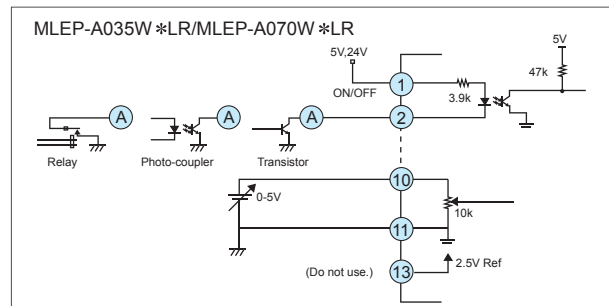 MLEP-A035W *LR/MLEP-A070W *LR
5V,24V
5V
47k
1
ON/OFF
3.9k
A
A
A
2
Relay
Photo-coupler
Transistor
10
0-5V
10k
11
(Do not use.)
13
2.5V Ref